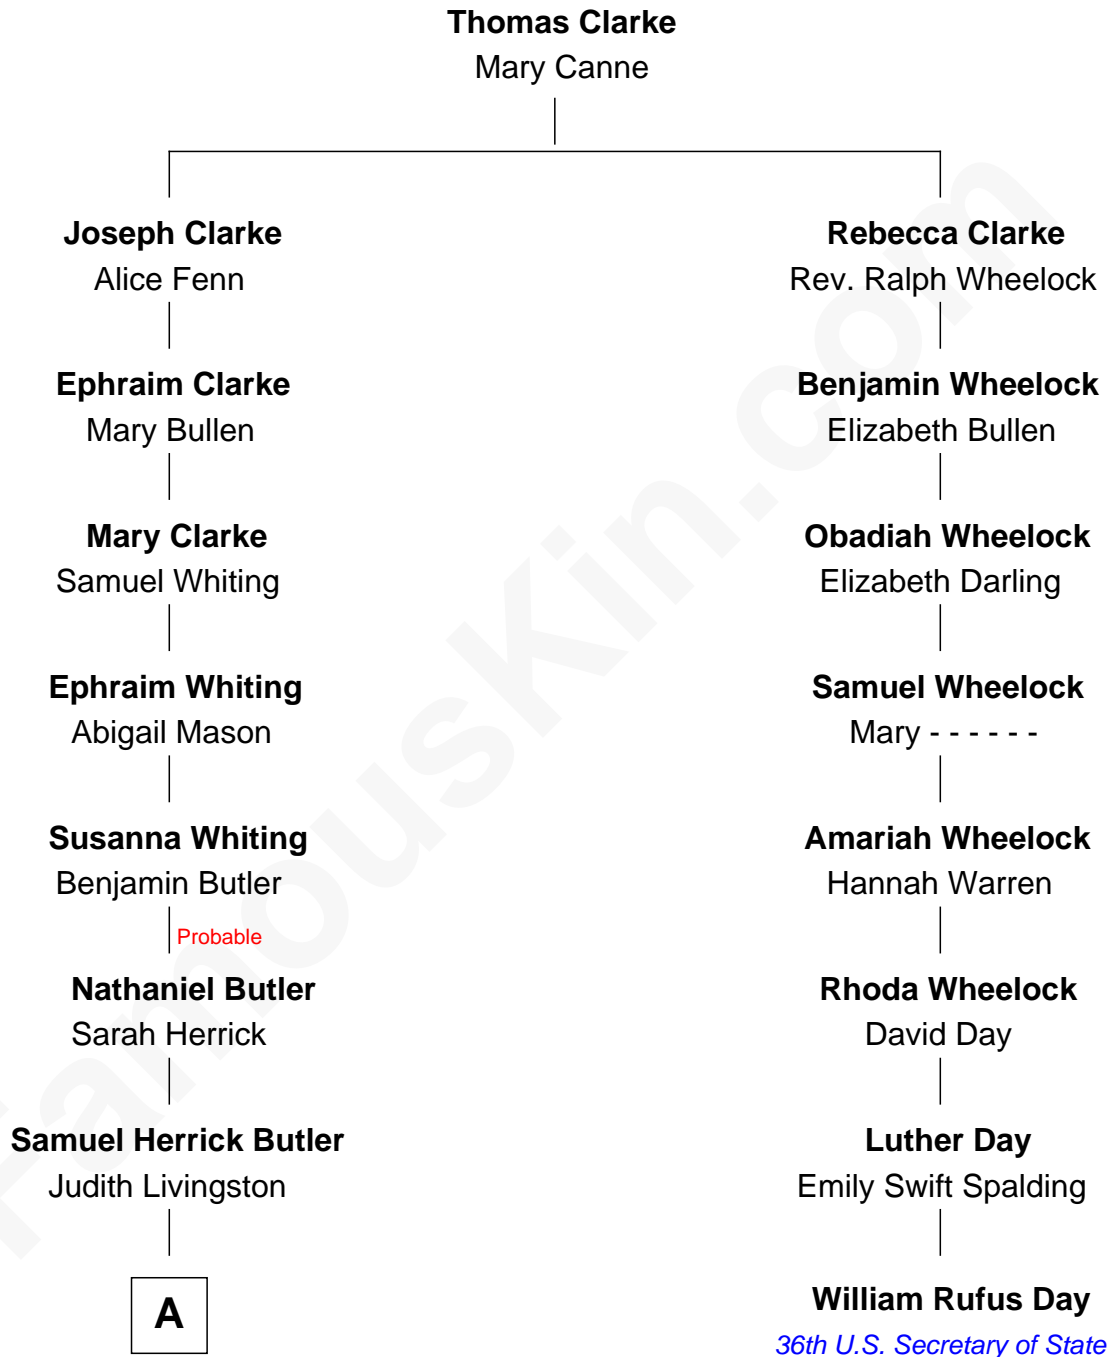 Thomas Clarke
Mary Canne
Joseph Clarke
Alice Fenn
Rebecca Clarke
Rev. Ralph Wheelock
Ephraim Clarke
Mary Bullen
Benjamin Wheelock
Elizabeth Bullen
Mary Clarke
Samuel Whiting
Obadiah Wheelock
Elizabeth Darling
Ephraim Whiting
Abigail Mason
Samuel Wheelock
Mary - - - - - -
Susanna Whiting
Benjamin Butler
Amariah Wheelock
Hannah Warren
Probable
Nathaniel Butler
Sarah Herrick
Rhoda Wheelock
David Day
Samuel Herrick Butler
Judith Livingston
Luther Day
Emily Swift Spalding
A
William Rufus Day
36th U.S. Secretary of State
FamousKin.com